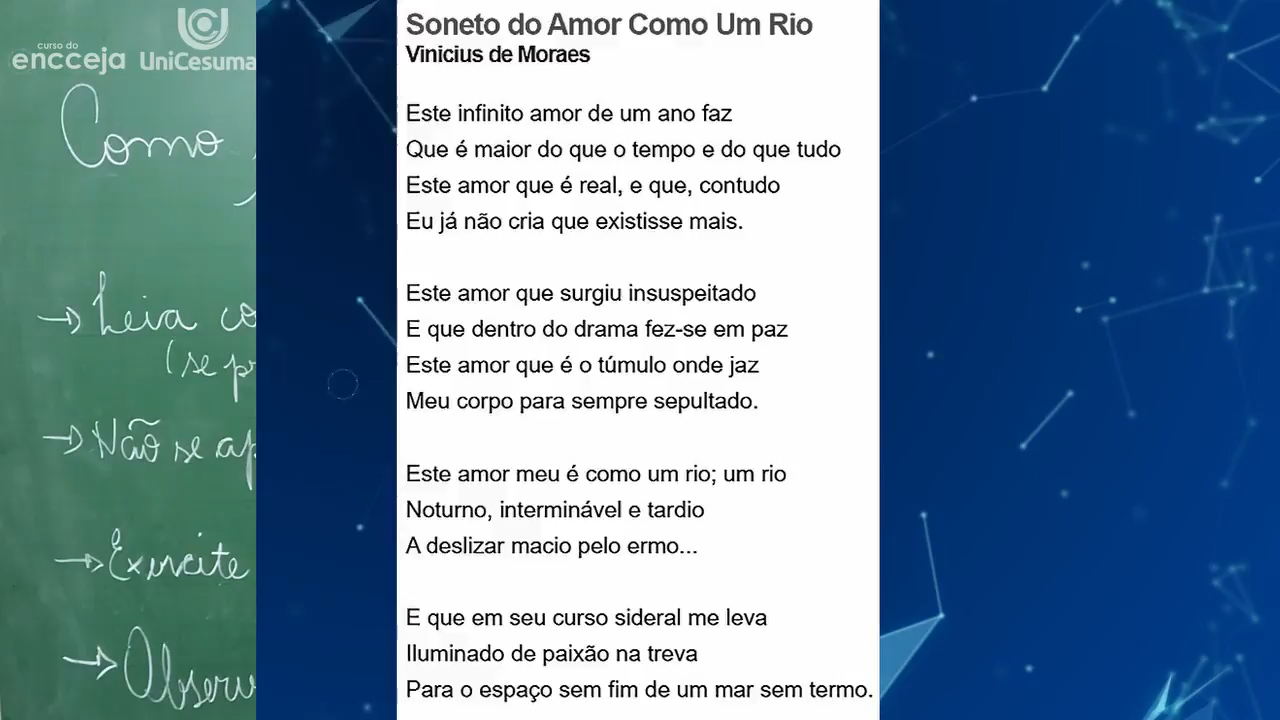 curso do
encceja UniCesuma
Como
→ Leia
(se
→ Não se
→ Exercite
→
Soneto do Amor Como Um Rio
Vinicius de Moraes
Este infinito amor de um ano faz
Que é maior do que o tempo e do que tudo
Este amor que é real, e que, contudo
Eu já não cria que existisse mais.
Este amor que surgiu insuspeitado
E que dentro do drama fez-se em paz
Este amor que é o túmulo onde jaz
Meu corpo para sempre sepultado.
Este amor meu é como um rio; um rio
Noturno, interminável e tardio
A deslizar macio pelo ermo...
E que em seu curso sideral me leva
Iluminado de paixão na treva
Para o espaço sem fim de um mar sem termo.